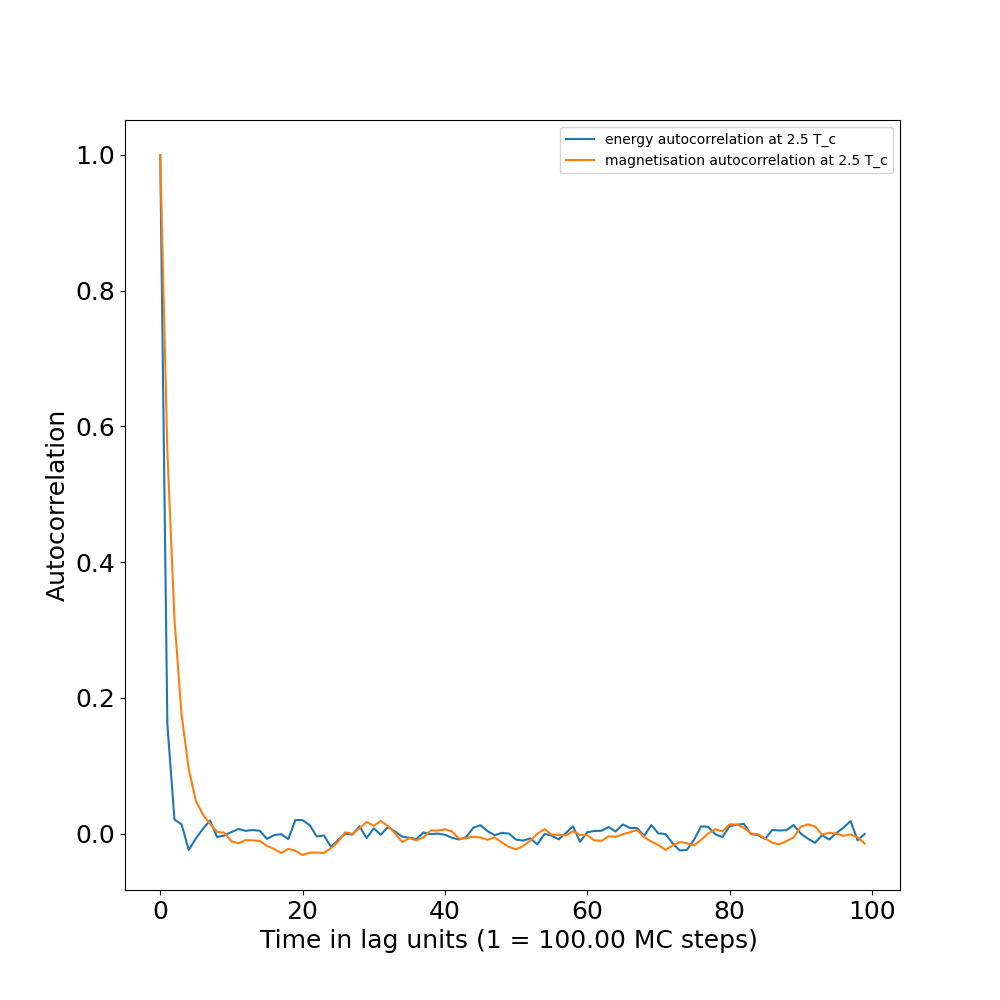 energy autocorrelation at 2.5 T_c
magnetisation autocorrelation at 2.5 T_c
1.0
0.8
0.6
0.4
0.2
0.0
Autocorrelation
0 20 40 60 80 100
Time in lag units (1 = 100.00 MC steps)